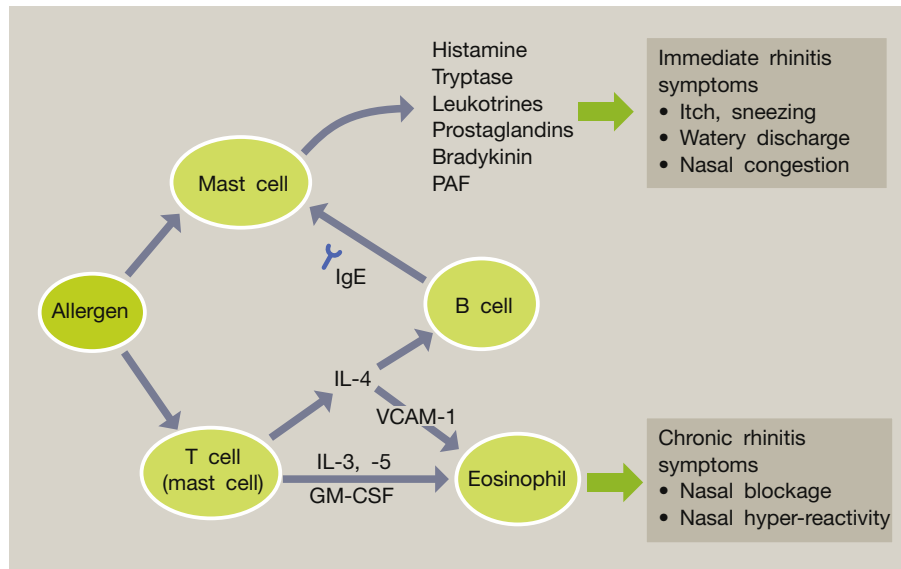 Histamine
Tryptase
Leukotrines
Prostaglandins
Bradykinin
PAF
Immediate rhinitis
symptoms
• Itch, sneezing
• Watery discharge
• Nasal congestion
Mast cell
IgE
Allergen
B cell
IL-4
VCAM-1
T cell
(mast cell)
IL-3, -5
GM-CSF
Eosinophil
Chronic rhinitis
symptoms
• Nasal blockage
• Nasal hyper-reactivity